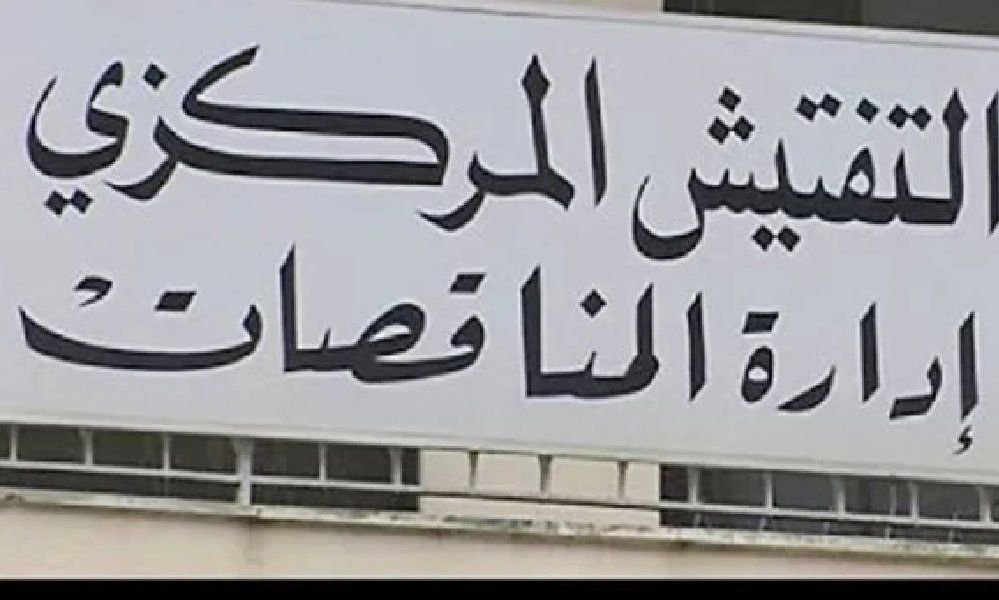 التفتيش المركزي
إدارة المناقصات